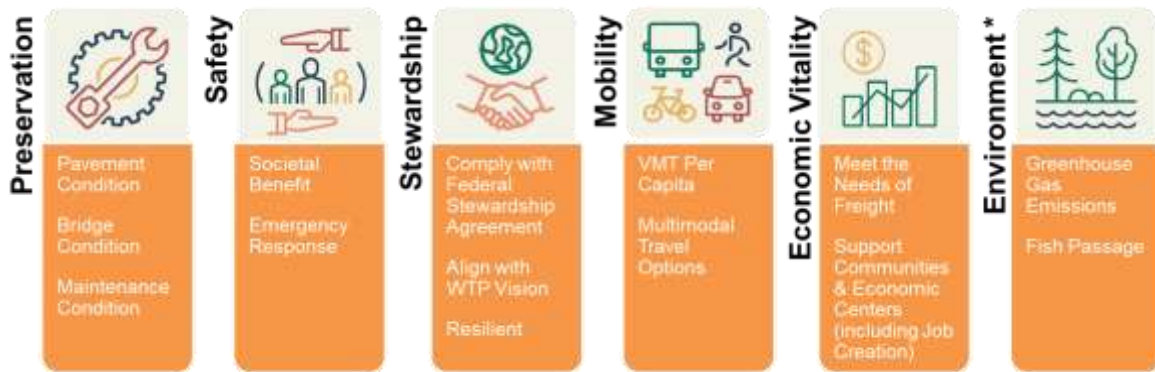 Preservation
Pavement
Condition
Bridge
Condition
Maintenance
Condition
Safety
Societal
Benefit
Emergency
Response
Stewardship
Comply with
Federal
Stewardship
Agreement
Align with
WTP Vision
Resilient
Mobility
VMT Per
Capita
Multimodal
Travel
Options
Economic Vitality
$
Meet the
Needs of
Freight
Support
Communities
& Economic
Centers
(including Job
Creation)
Environment *
Greenhouse
Gas
Emissions
Fish Passage